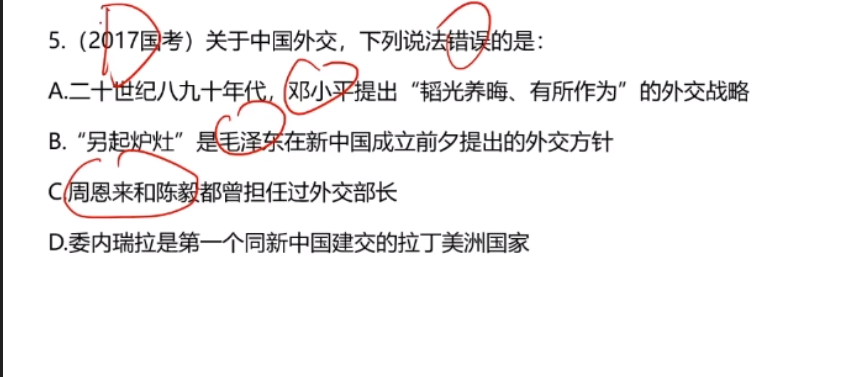 5.（2017国考）关于中国外交，下列说法错误的是：
A.二十世纪八九十年代，邓小平提出“韬光养晦、有所作为”的外交战略
B.“另起炉灶”是毛泽东在新中国成立前夕提出的外交方针
C.周恩来和陈毅都曾担任过外交部长
D.委内瑞拉是第一个同新中国建交的拉丁美洲国家